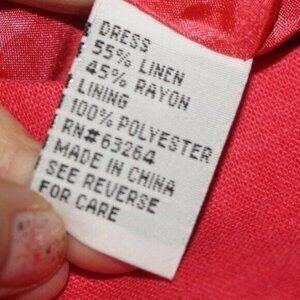 DRESS
55% LINEN
45% RAYON
LINING
100% POLYESTER
RN#63264
MADE IN CHINA
SEE REVERSE
FOR CARE